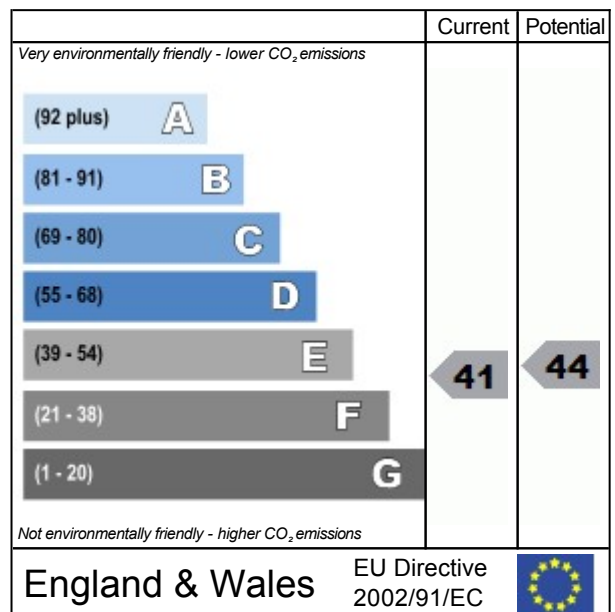 Current Potential
Very environmentally friendly - lower CO₂ emissions
(92 plus) A
(81 - 91) B
(69 - 80) C
(55 - 68) D
(39 - 54) E
41 44
(21 - 38) F
(1 - 20) G
Not environmentally friendly - higher CO₂ emissions
England & Wales
EU Directive
2002/91/EC